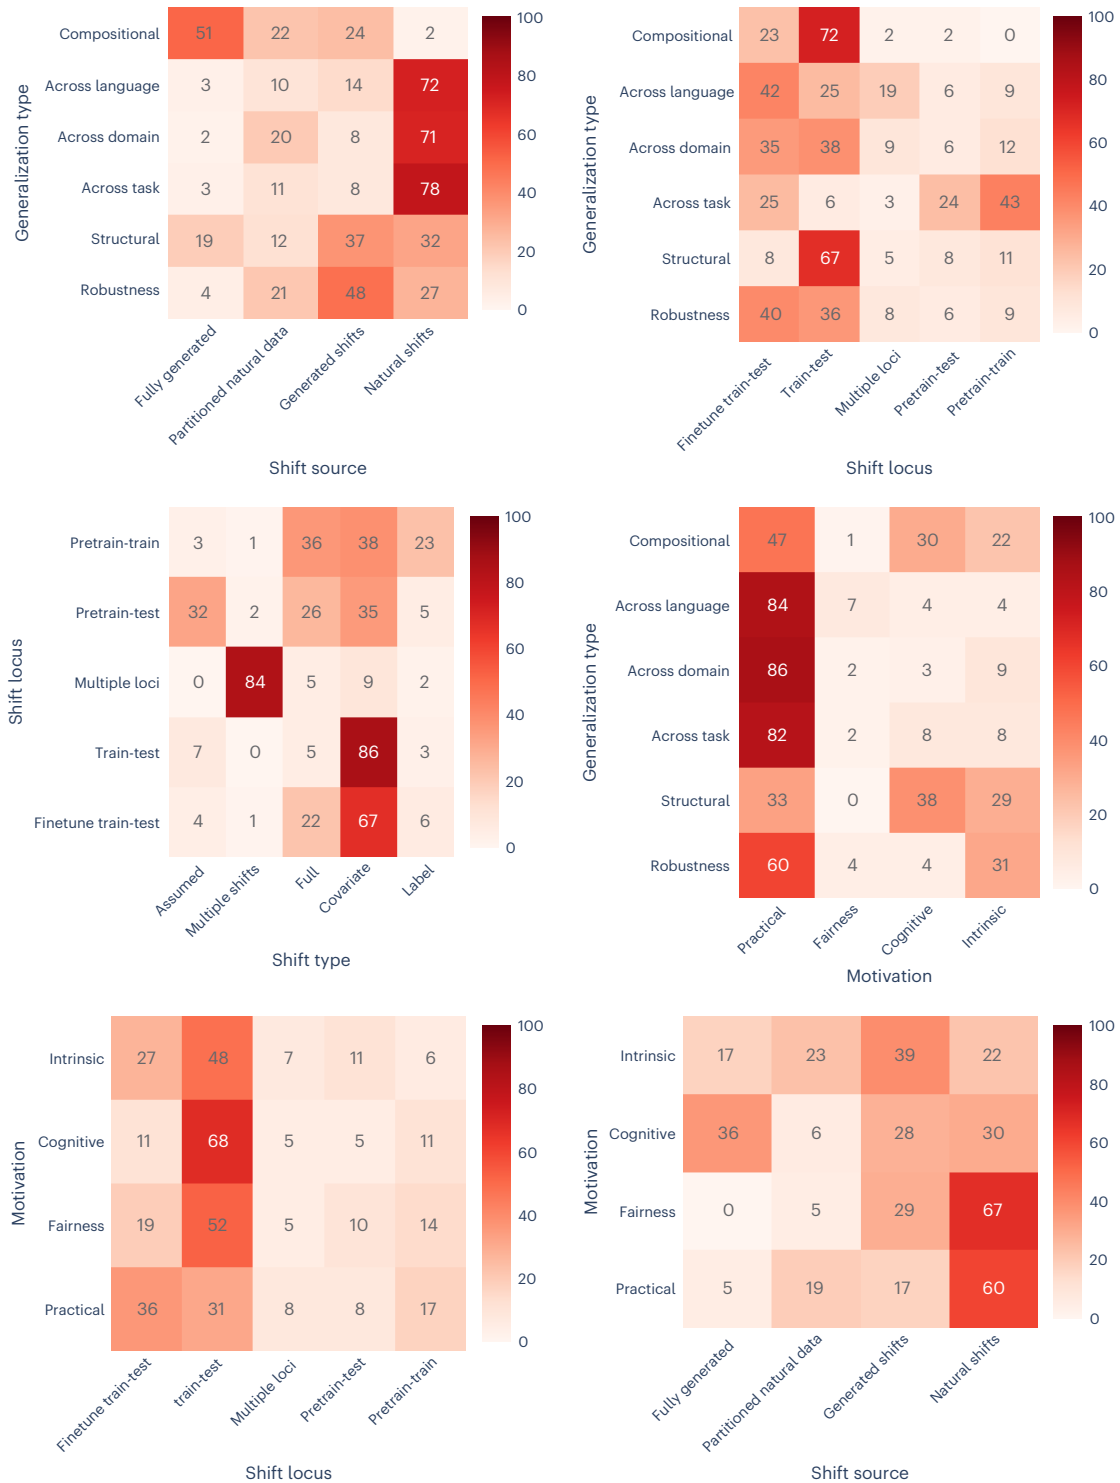 Generalization type
Compositional 51 22 24 2
Across language 3 10 14 72
Across domain 2 20 8 71
Across task 3 11 8 78
Structural 19 12 37 32
Robustness 4 21 48 27
Fully generated
Partitioned natural data
Generated shifts
Natural shifts
Shift source
100
80
60
40
20
0
Generalization type
Compositional 23 72 2 2 0
Across language 42 25 19 6 9
Across domain 35 38 9 6 12
Across task 25 6 3 24 43
Structural 8 67 5 8 11
Robustness 40 36 8 6 9
Finetune train-test
Train-test
Multiple loci
Pretrain-test
Pretrain-train
Shift locus
100
80
60
40
20
0
Shift locus
Pretrain-train 3 1 36 38 23
Pretrain-test 32 2 26 35 5
Multiple loci 0 84 5 9 2
Train-test 7 0 5 86 3
Finetune train-test 4 1 22 67 6
Assumed
Multiple shifts
Full
Covariate
Label
Shift type
100
80
60
40
20
0
Generalization type
Compositional 47 1 30 22
Across language 84 7 4 4
Across domain 86 2 3 9
Across task 82 2 8 8
Structural 33 0 38 29
Robustness 60 4 4 31
Practical
Fairness
Cognitive
Intrinsic
Motivation
100
80
60
40
20
0
Motivation
Intrinsic 27 48 7 11 6
Cognitive 11 68 5 5 11
Fairness 19 52 5 10 14
Practical 36 31 8 8 17
Finetune train-test
train-test
Multiple loci
Pretrain-test
Pretrain-train
Shift locus
100
80
60
40
20
0
Motivation
Intrinsic 17 23 39 22
Cognitive 36 6 28 30
Fairness 0 5 29 67
Practical 5 19 17 60
Fully generated
Partitioned natural data
Generated shifts
Natural shifts
Shift source
100
80
60
40
20
0